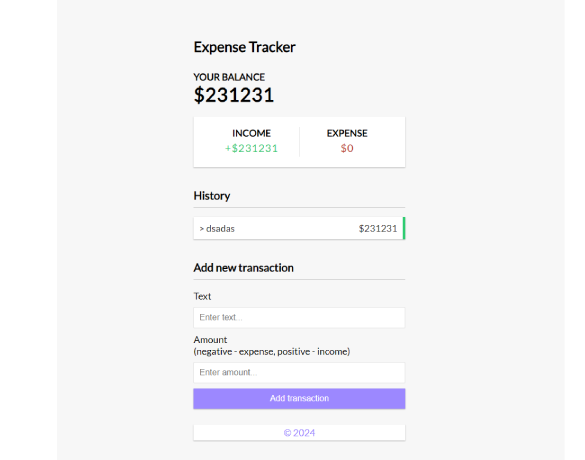 Expense Tracker
YOUR BALANCE
$231231
INCOME EXPENSE
+$231231 $0
History
> dsadas $231231
Add new transaction
Text
Enter text...
Amount
(negative - expense, positive - income)
Enter amount...
Add transaction
© 2024